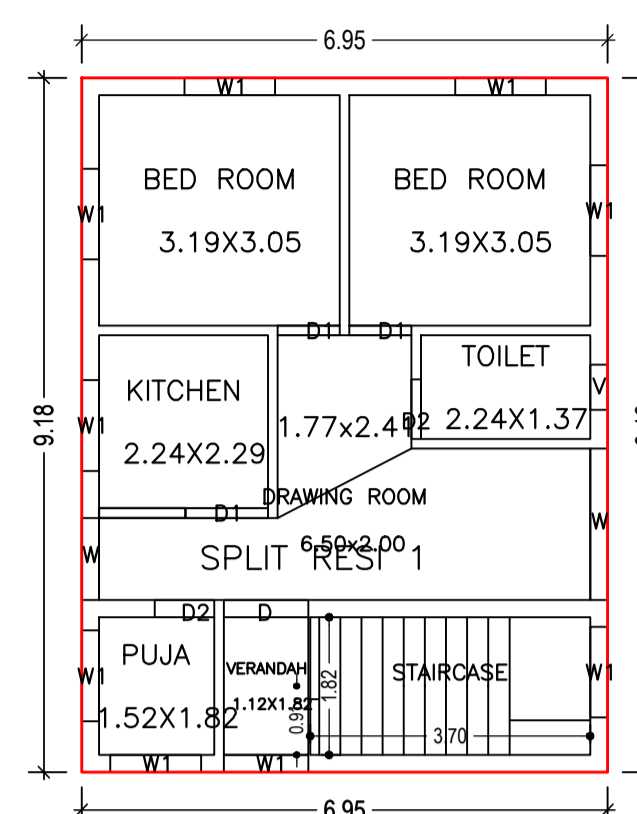 6.95
W1
W1
BED ROOM
3.19X3.05
BED ROOM
3.19X3.05
W1
W1
D1
D1
9.18
KITCHEN
2.24X2.29
W1
1.77x2.41
D2
TOILET
2.24X1.37
V
DRAWING ROOM
6.50x2.00
D1
SPLIT RESI 1
W
W
D2
D
PUJA
1.52X1.82
W1
VERANDAH
1.12X1.82
1.82
STAIRCASE
W1
3.70
W1
W1
6.95